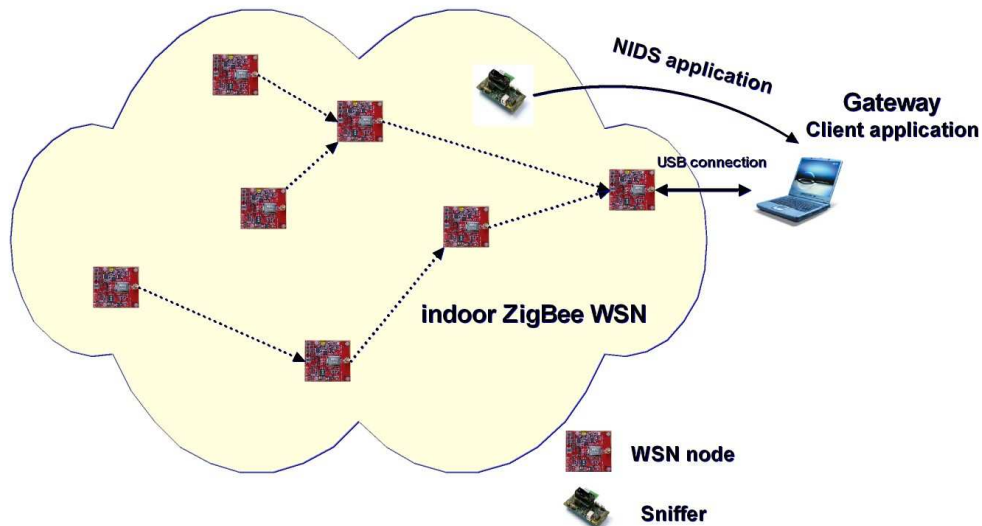 NIDS application
Gateway
Client application
USB connection
indoor ZigBee WSN
WSN node
Sniffer